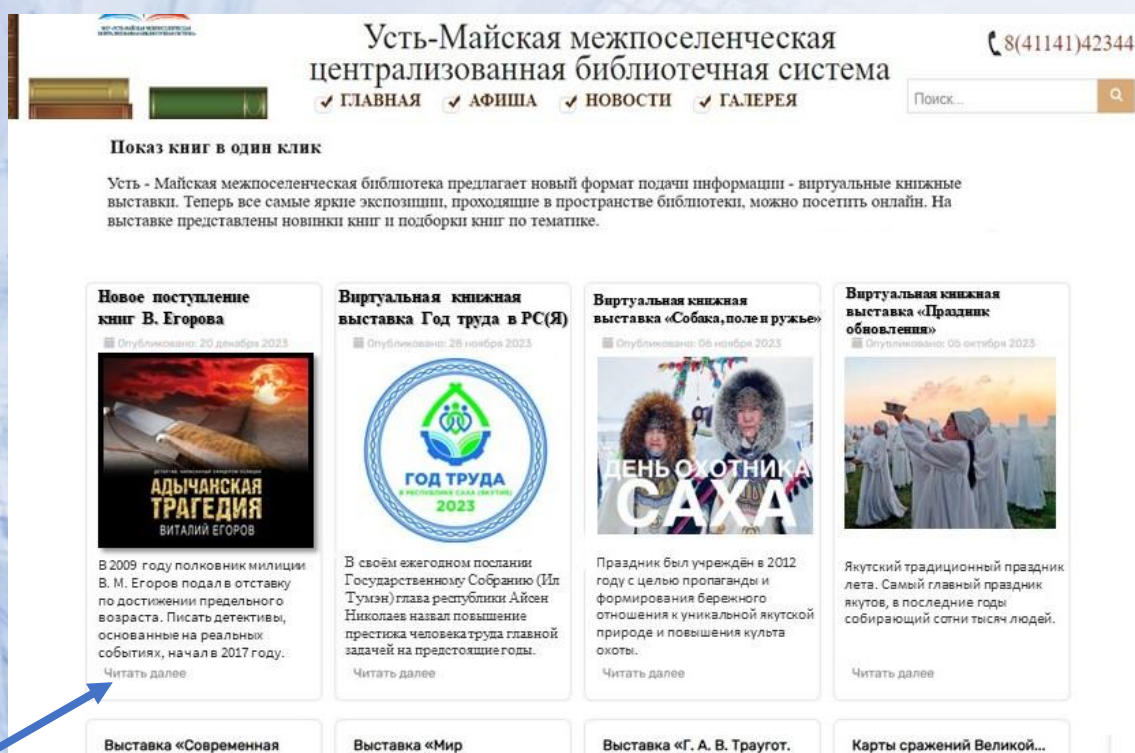 Усть-Майская межпоселенческая
централизованная библиотечная система
8(41141)42344
ГЛАВНАЯ АФИША НОВОСТИ ГАЛЕРЕЯ
Поиск...
Показ книг в один клик
Усть - Майская межпоселенческая библиотека предлагает новый формат подачи информации - виртуальные книжные
выставки. Теперь все самые яркие экспозиции, проходящие в пространстве библиотеки, можно посетить онлайн. На
выставке представлены новинки книг и подборки книг по тематике.
Новое поступление
книг В. Егорова
Опубликовано: 20 декабря 2023
АДЫЧАНСКАЯ
ТРАГЕДИЯ
ВИТАЛИЙ ЕГОРОВ
В 2009 году полковник милиции
В. М. Егоров подал в отставку
по достижении предельного
возраста. Писать детективы,
основанные на реальных
событиях, начал в 2017 году.
Читать далее
Виртуальная книжная
выставка Год труда в РС(Я)
Опубликовано: 28 ноября 2023
ГОД ТРУДА
В РЕСПУБЛИКЕ САХА (ЯКУТИЯ)
2023
В своём ежегодном послании
Государственному Собранию (Ил
Тумэн) глава республики Айсен
Николаев назвал повышение
престижа человека труда главной
задачей на предстоящие годы.
Читать далее
Виртуальная книжная
выставка «Собака, поле и ружье»
Опубликовано: 06 ноября 2023
ДЕНЬ ОХОТНИКА
САХА
Праздник был учреждён в 2012
году с целью пропаганды и
формирования бережного
отношения к уникальной якутской
природе и повышения культа
охоты.
Читать далее
Виртуальная книжная
выставка «Праздник
обновления»
Опубликовано: 05 октября 2023
Якутский традиционный праздник
лета. Самый главный праздник
якутов, в последние годы
собирающий сотни тысяч людей.
Читать далее
Выставка «Современная
Выставка «Мир
Выставка «Г. А. В. Траугот.
Карты сражений Великой...